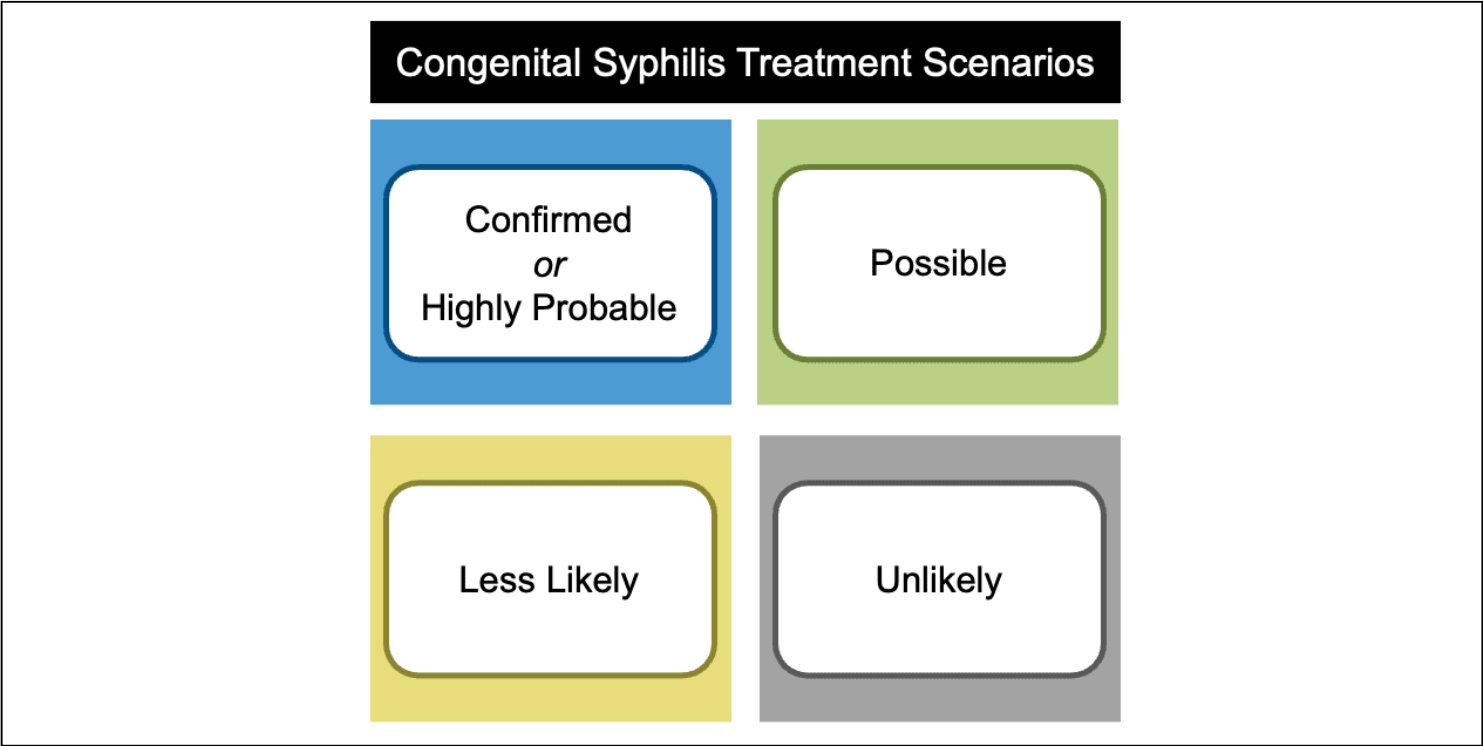 Congenital Syphilis Treatment Scenarios
Confirmed
or
Highly Probable
Possible
Less Likely
Unlikely